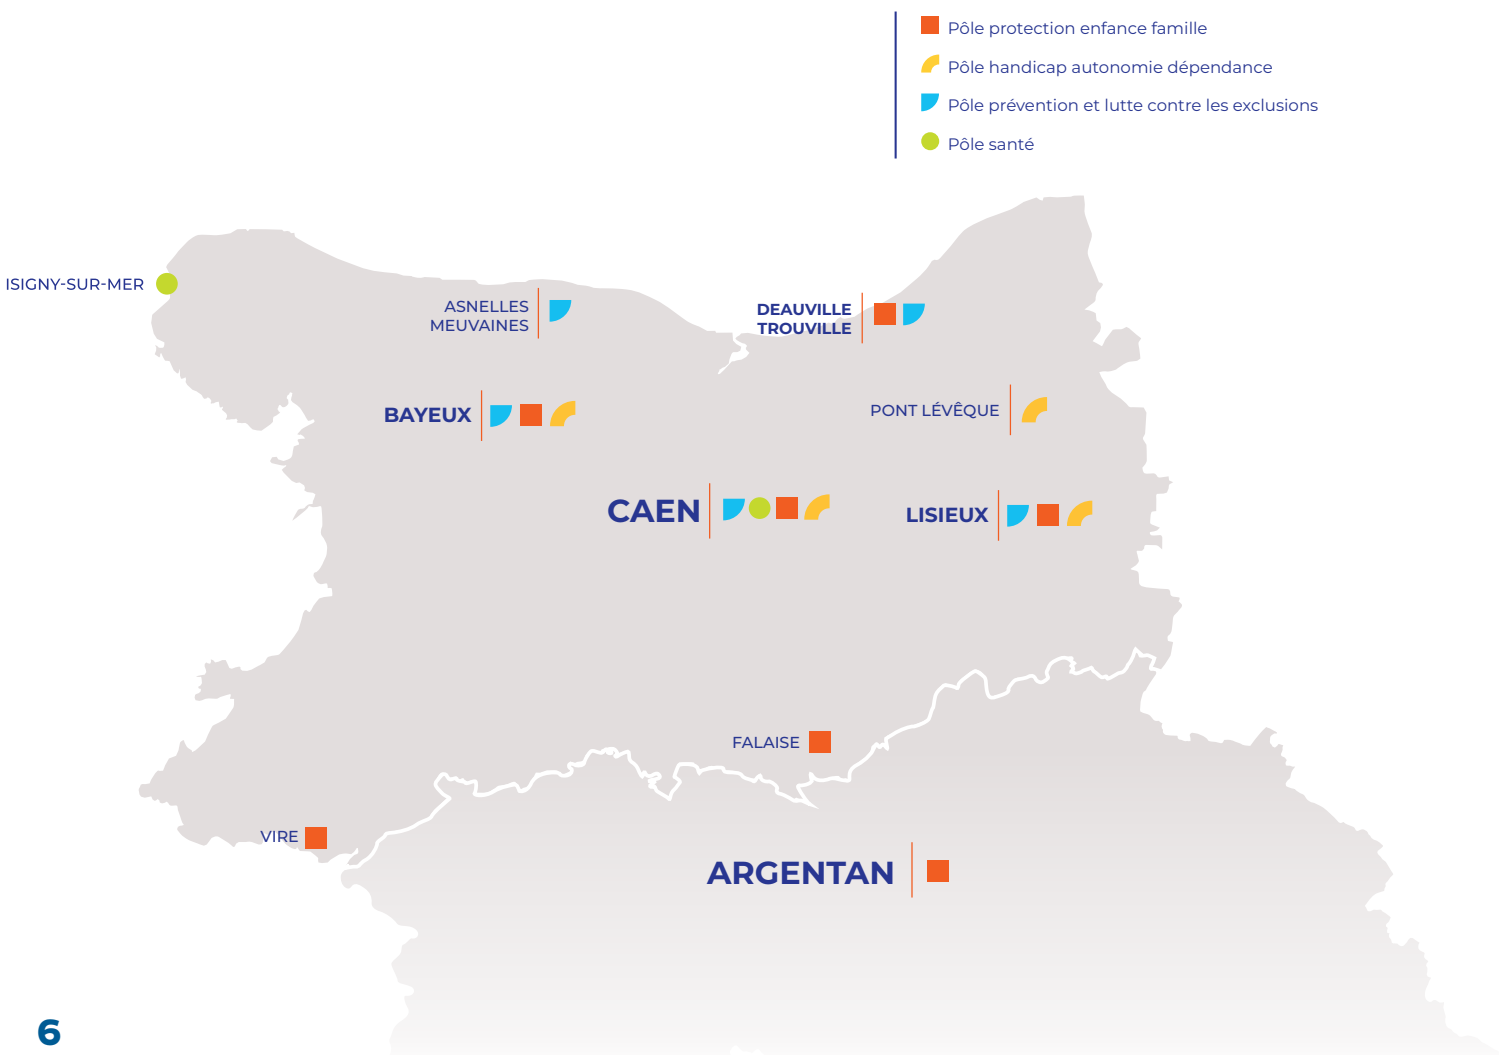 Pôle protection enfance famille
Pôle handicap autonomie dépendance
Pôle prévention et lutte contre les exclusions
Pôle santé
ISIGNY-SUR-MER
ASNELLES
MEUVAINES
DEAUVILLE
TROUVILLE
BAYEUX
PONT LÉVÊQUE
CAEN
LISIEUX
FALAISE
VIRE
ARGENTAN
6